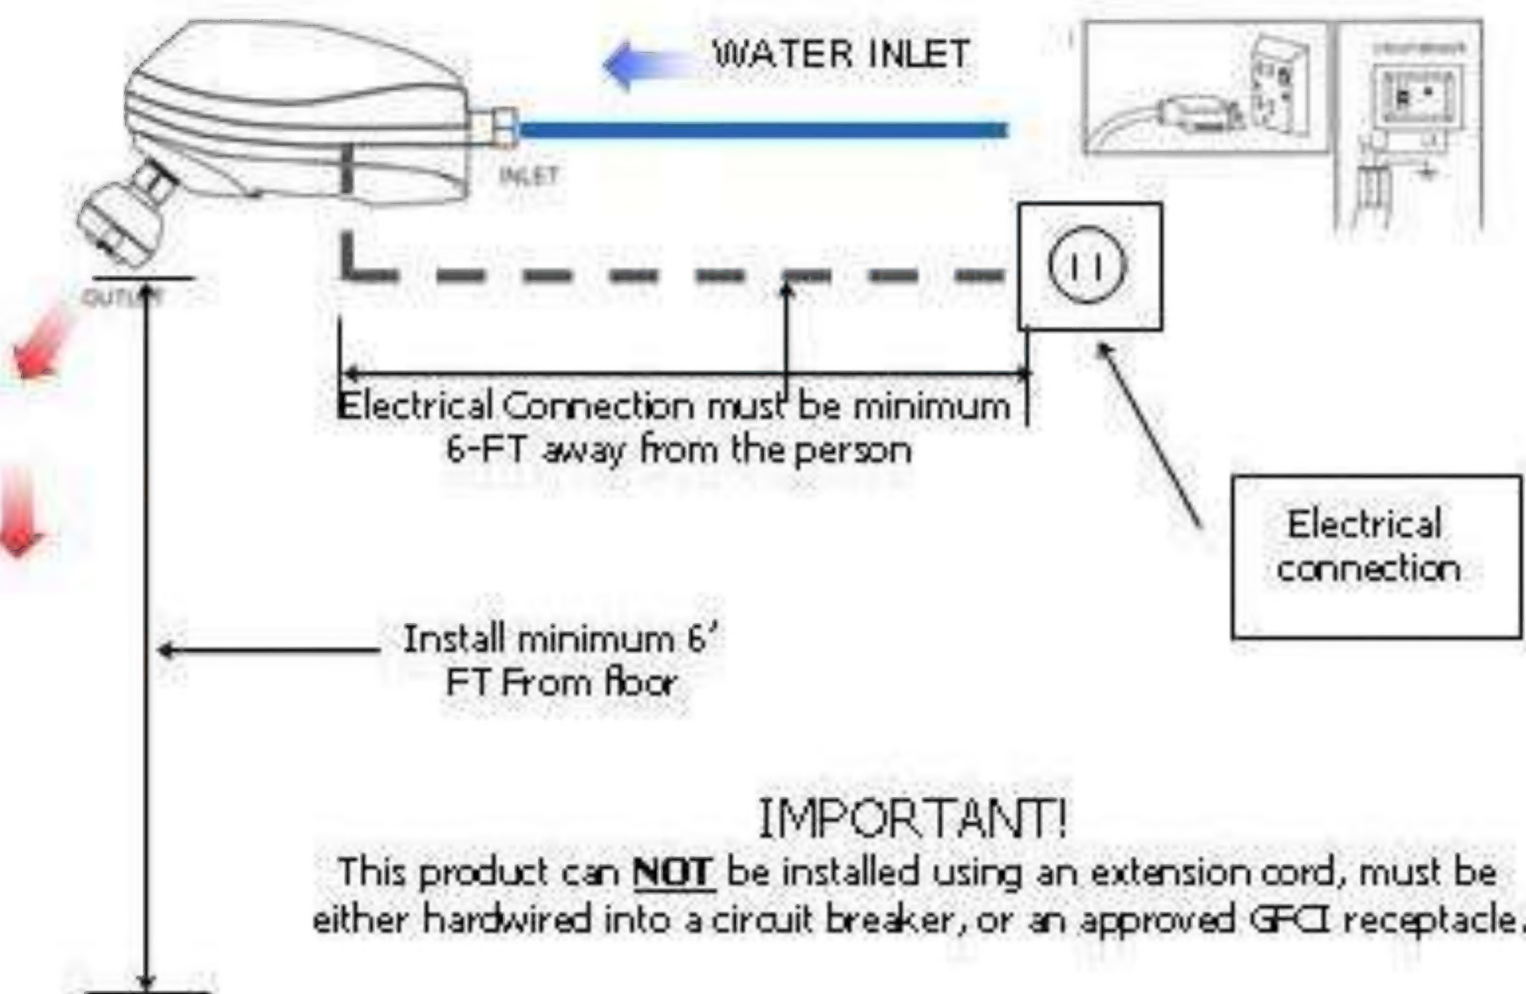 WATER INLET
INLET
OUTLET
Electrical Connection must be minimum
6-FT away from the person
Electrical
connection
Install minimum 6'
FT From floor
IMPORTANT!
This product can NOT be installed using an extension cord, must be
either hardwired into a circuit breaker, or an approved GFCI receptacle.